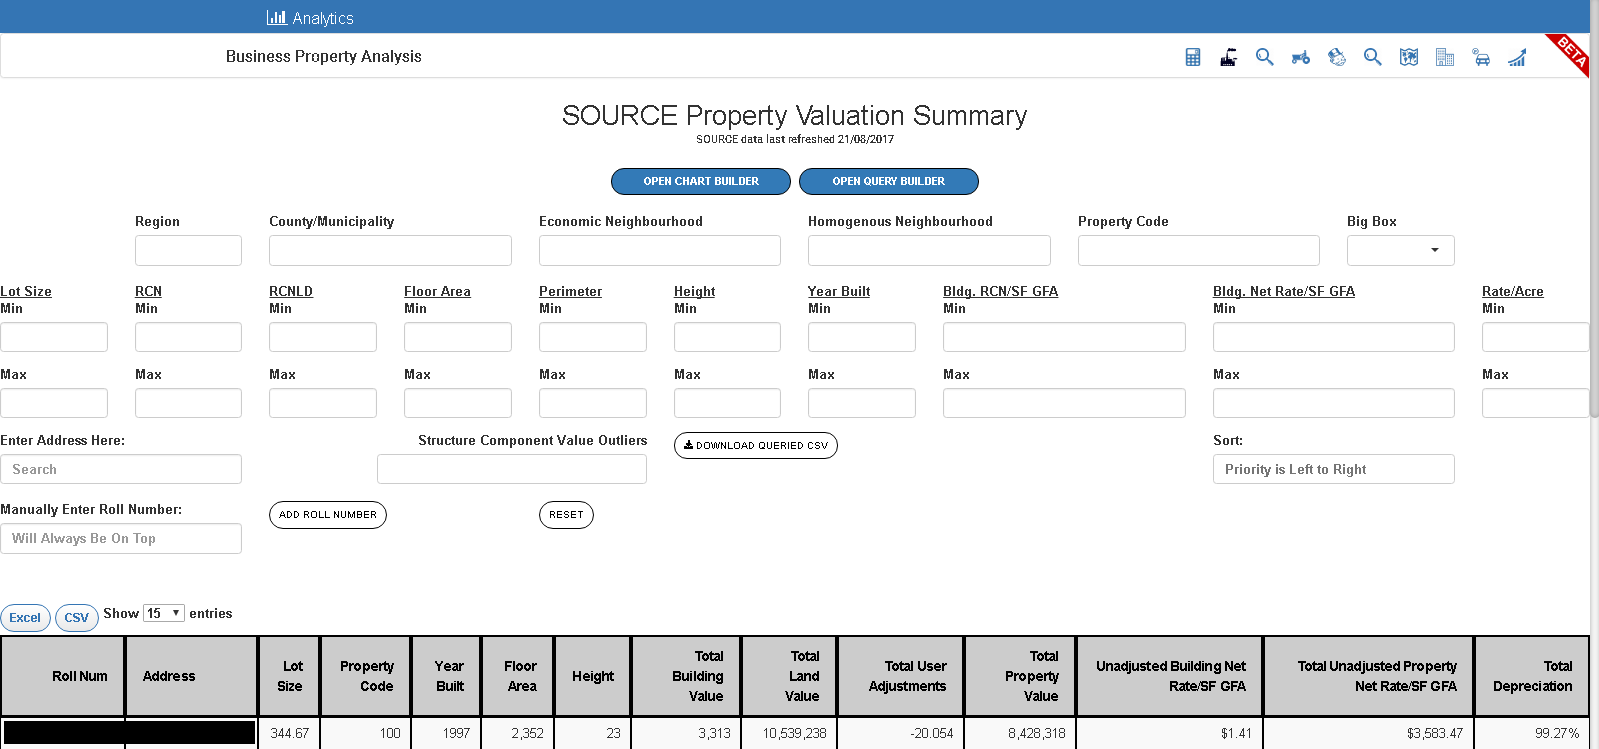 Analytics
Business Property Analysis
BETA
SOURCE Property Valuation Summary
SOURCE data last refreshed 21/08/2017
OPEN CHART BUILDER OPEN QUERY BUILDER
Region County/Municipality Economic Neighbourhood Homogenous Neighbourhood Property Code Big Box
Lot Size RCN RCNLD Floor Area Perimeter Height Year Built Bldg. RCN/SF GFA Bldg. Net Rate/SF GFA Rate/Acre
Min Min Min Min Min Min Min Min Min Min
Max Max Max Max Max Max Max Max Max Max
Enter Address Here: Structure Component Value Outliers DOWNLOAD QUERIED CSV Sort:
Search Priority is Left to Right
Manually Enter Roll Number: ADD ROLL NUMBER RESET
Will Always Be On Top
Excel CSV Show 15 entries
Roll Num Address Lot Size Property Code Year Built Floor Area Height Total Building Value Total Land Value Total User Adjustments Total Property Value Unadjusted Building Net Rate/SF GFA Total Unadjusted Property Net Rate/SF GFA Total Depreciation
344.67 100 1997 2,352 23 3,313 10,539,238 -20.054 8,428,318 $1.41 $3,583.47 99.27%